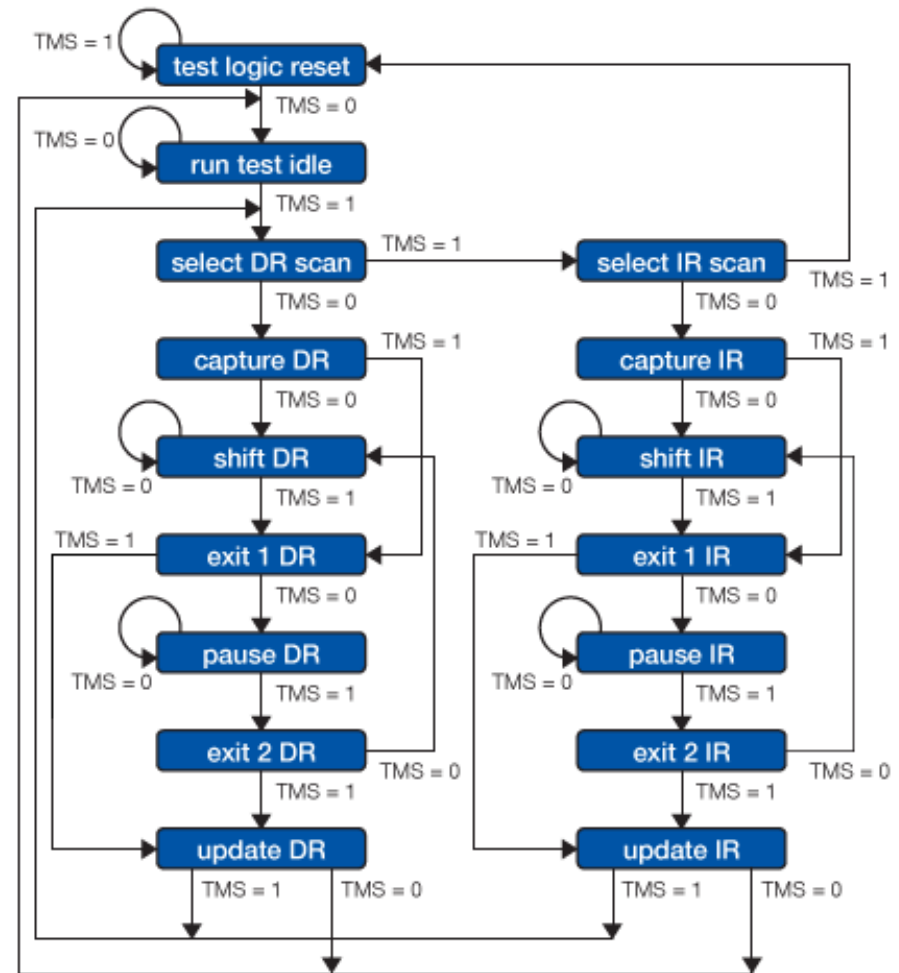 TMS = 1
test logic reset
TMS = 0
TMS = 0
run test idle
TMS = 1
select DR scan
TMS = 1
select IR scan
TMS = 1
TMS = 0
TMS = 0
capture DR
TMS = 1
capture IR
TMS = 1
TMS = 0
TMS = 0
shift DR
shift IR
TMS = 0
TMS = 1
TMS = 0
TMS = 1
TMS = 1
exit 1 DR
TMS = 1
exit 1 IR
TMS = 0
TMS = 0
pause DR
pause IR
TMS = 0
TMS = 1
TMS = 0
TMS = 1
exit 2 DR
TMS = 0
exit 2 IR
TMS = 0
TMS = 1
TMS = 1
update DR
update IR
TMS = 1
TMS = 0
TMS = 1
TMS = 0